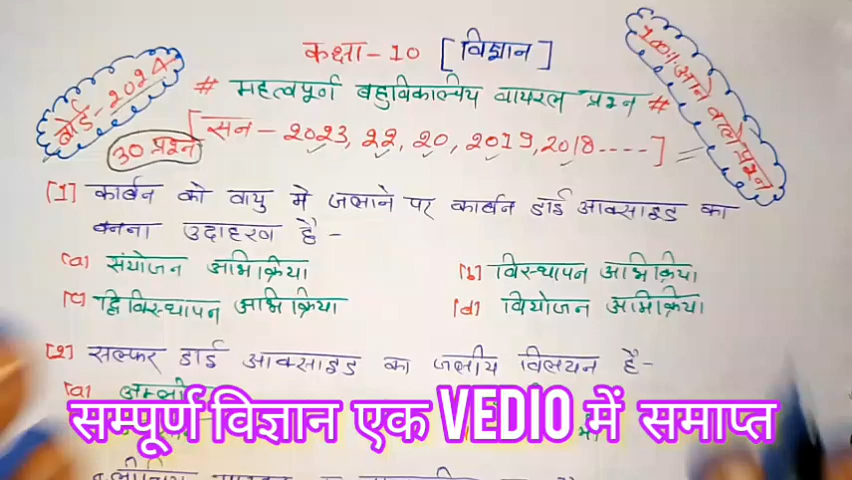 कक्षा-10 [विज्ञान]
बोर्ड-2024
100% आने वाले प्रश्न
# महत्वपूर्ण बहुविकाल्पीय वायरल प्रश्न #
30 प्रश्न
[सन - 2023, 22, 20, 2019, 2018-----]
[1] कार्बन को वायु मे जलाने पर कार्बन डाई आक्साइड का
बनना उदाहरण है -
(a) संयोजन अभिक्रिया (b) विस्थापन अभिक्रिया
(c) द्विविस्थापन अभिक्रिया (d) वियोजन अभिक्रिया
[2] सल्फर डाई आक्साइड का जलीय विलयन है-
(a)
सम्पूर्ण विज्ञान एक VEDIO में समाप्त